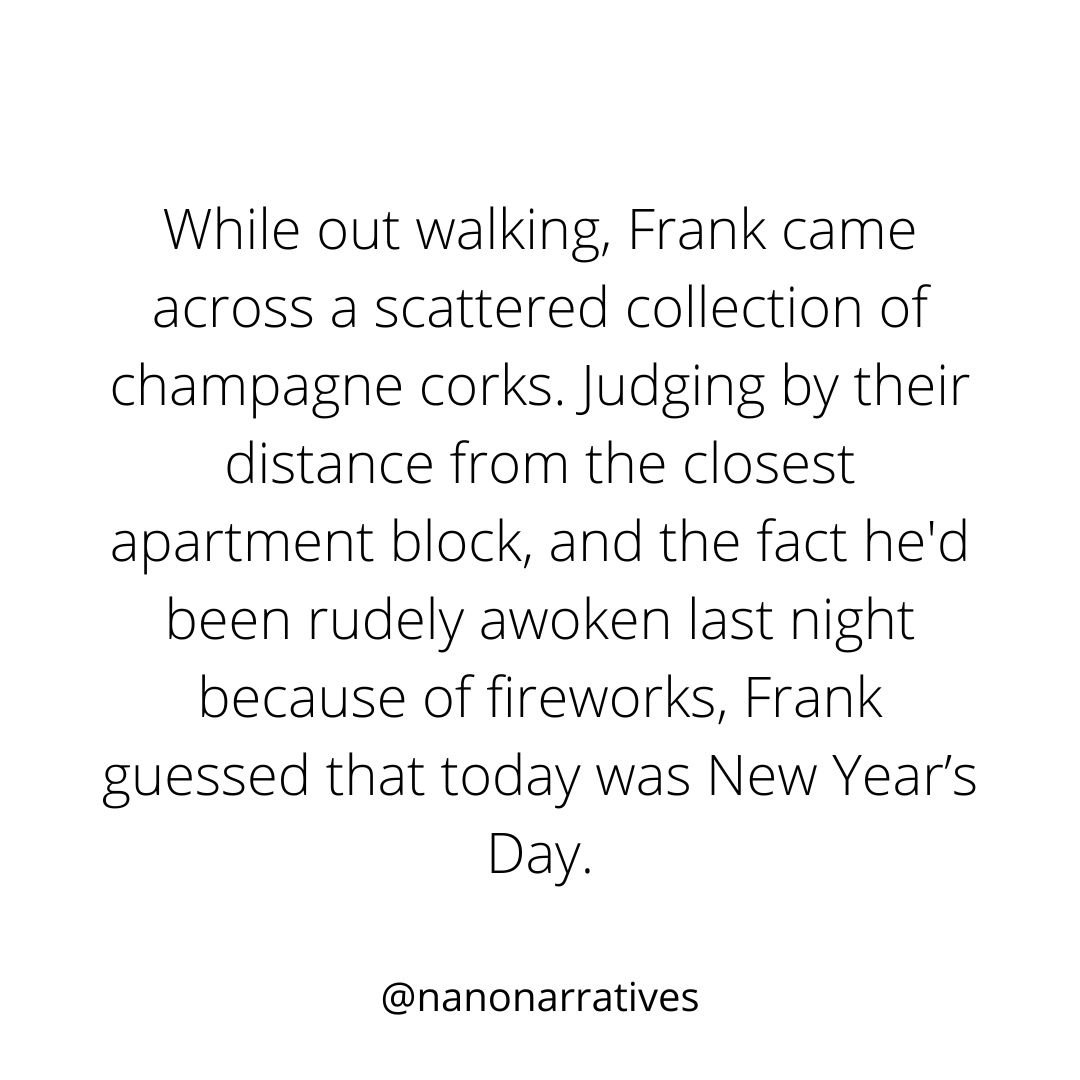 While out walking, Frank came
across a scattered collection of
champagne corks. Judging by their
distance from the closest
apartment block, and the fact he'd
been rudely awoken last night
because of fireworks, Frank
guessed that today was New Year’s
Day.
@nanonarratives